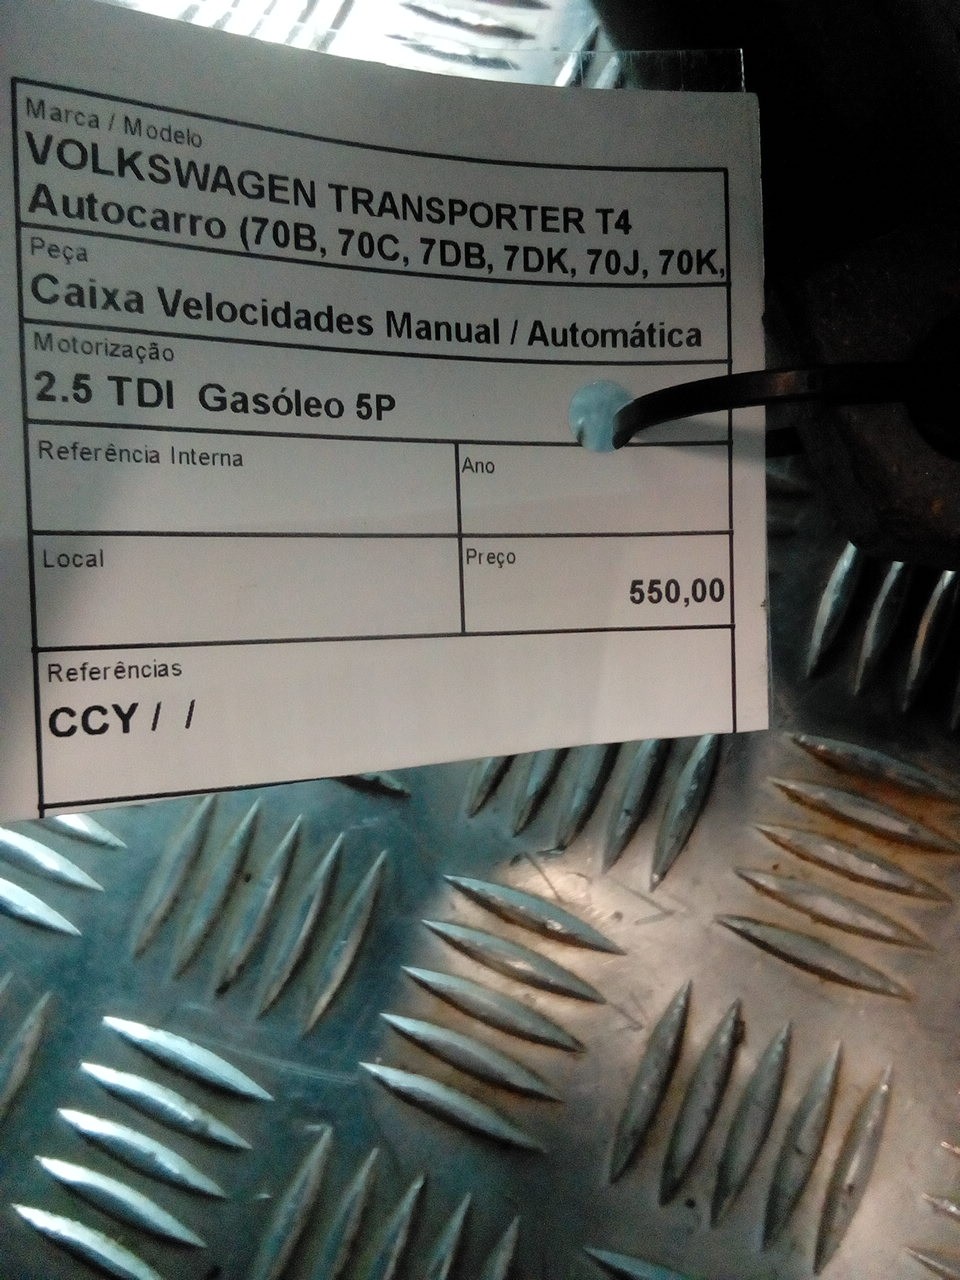 Marca / Modelo
VOLKSWAGEN TRANSPORTER T4
Autocarro (70B, 70C, 7DB, 7DK, 70J, 70K,
Peça
Caixa Velocidades Manual / Automática
Motorização
2.5 TDI Gasóleo 5P
Referência Interna
Ano
Local
Preço
550,00
Referências
CCY / /